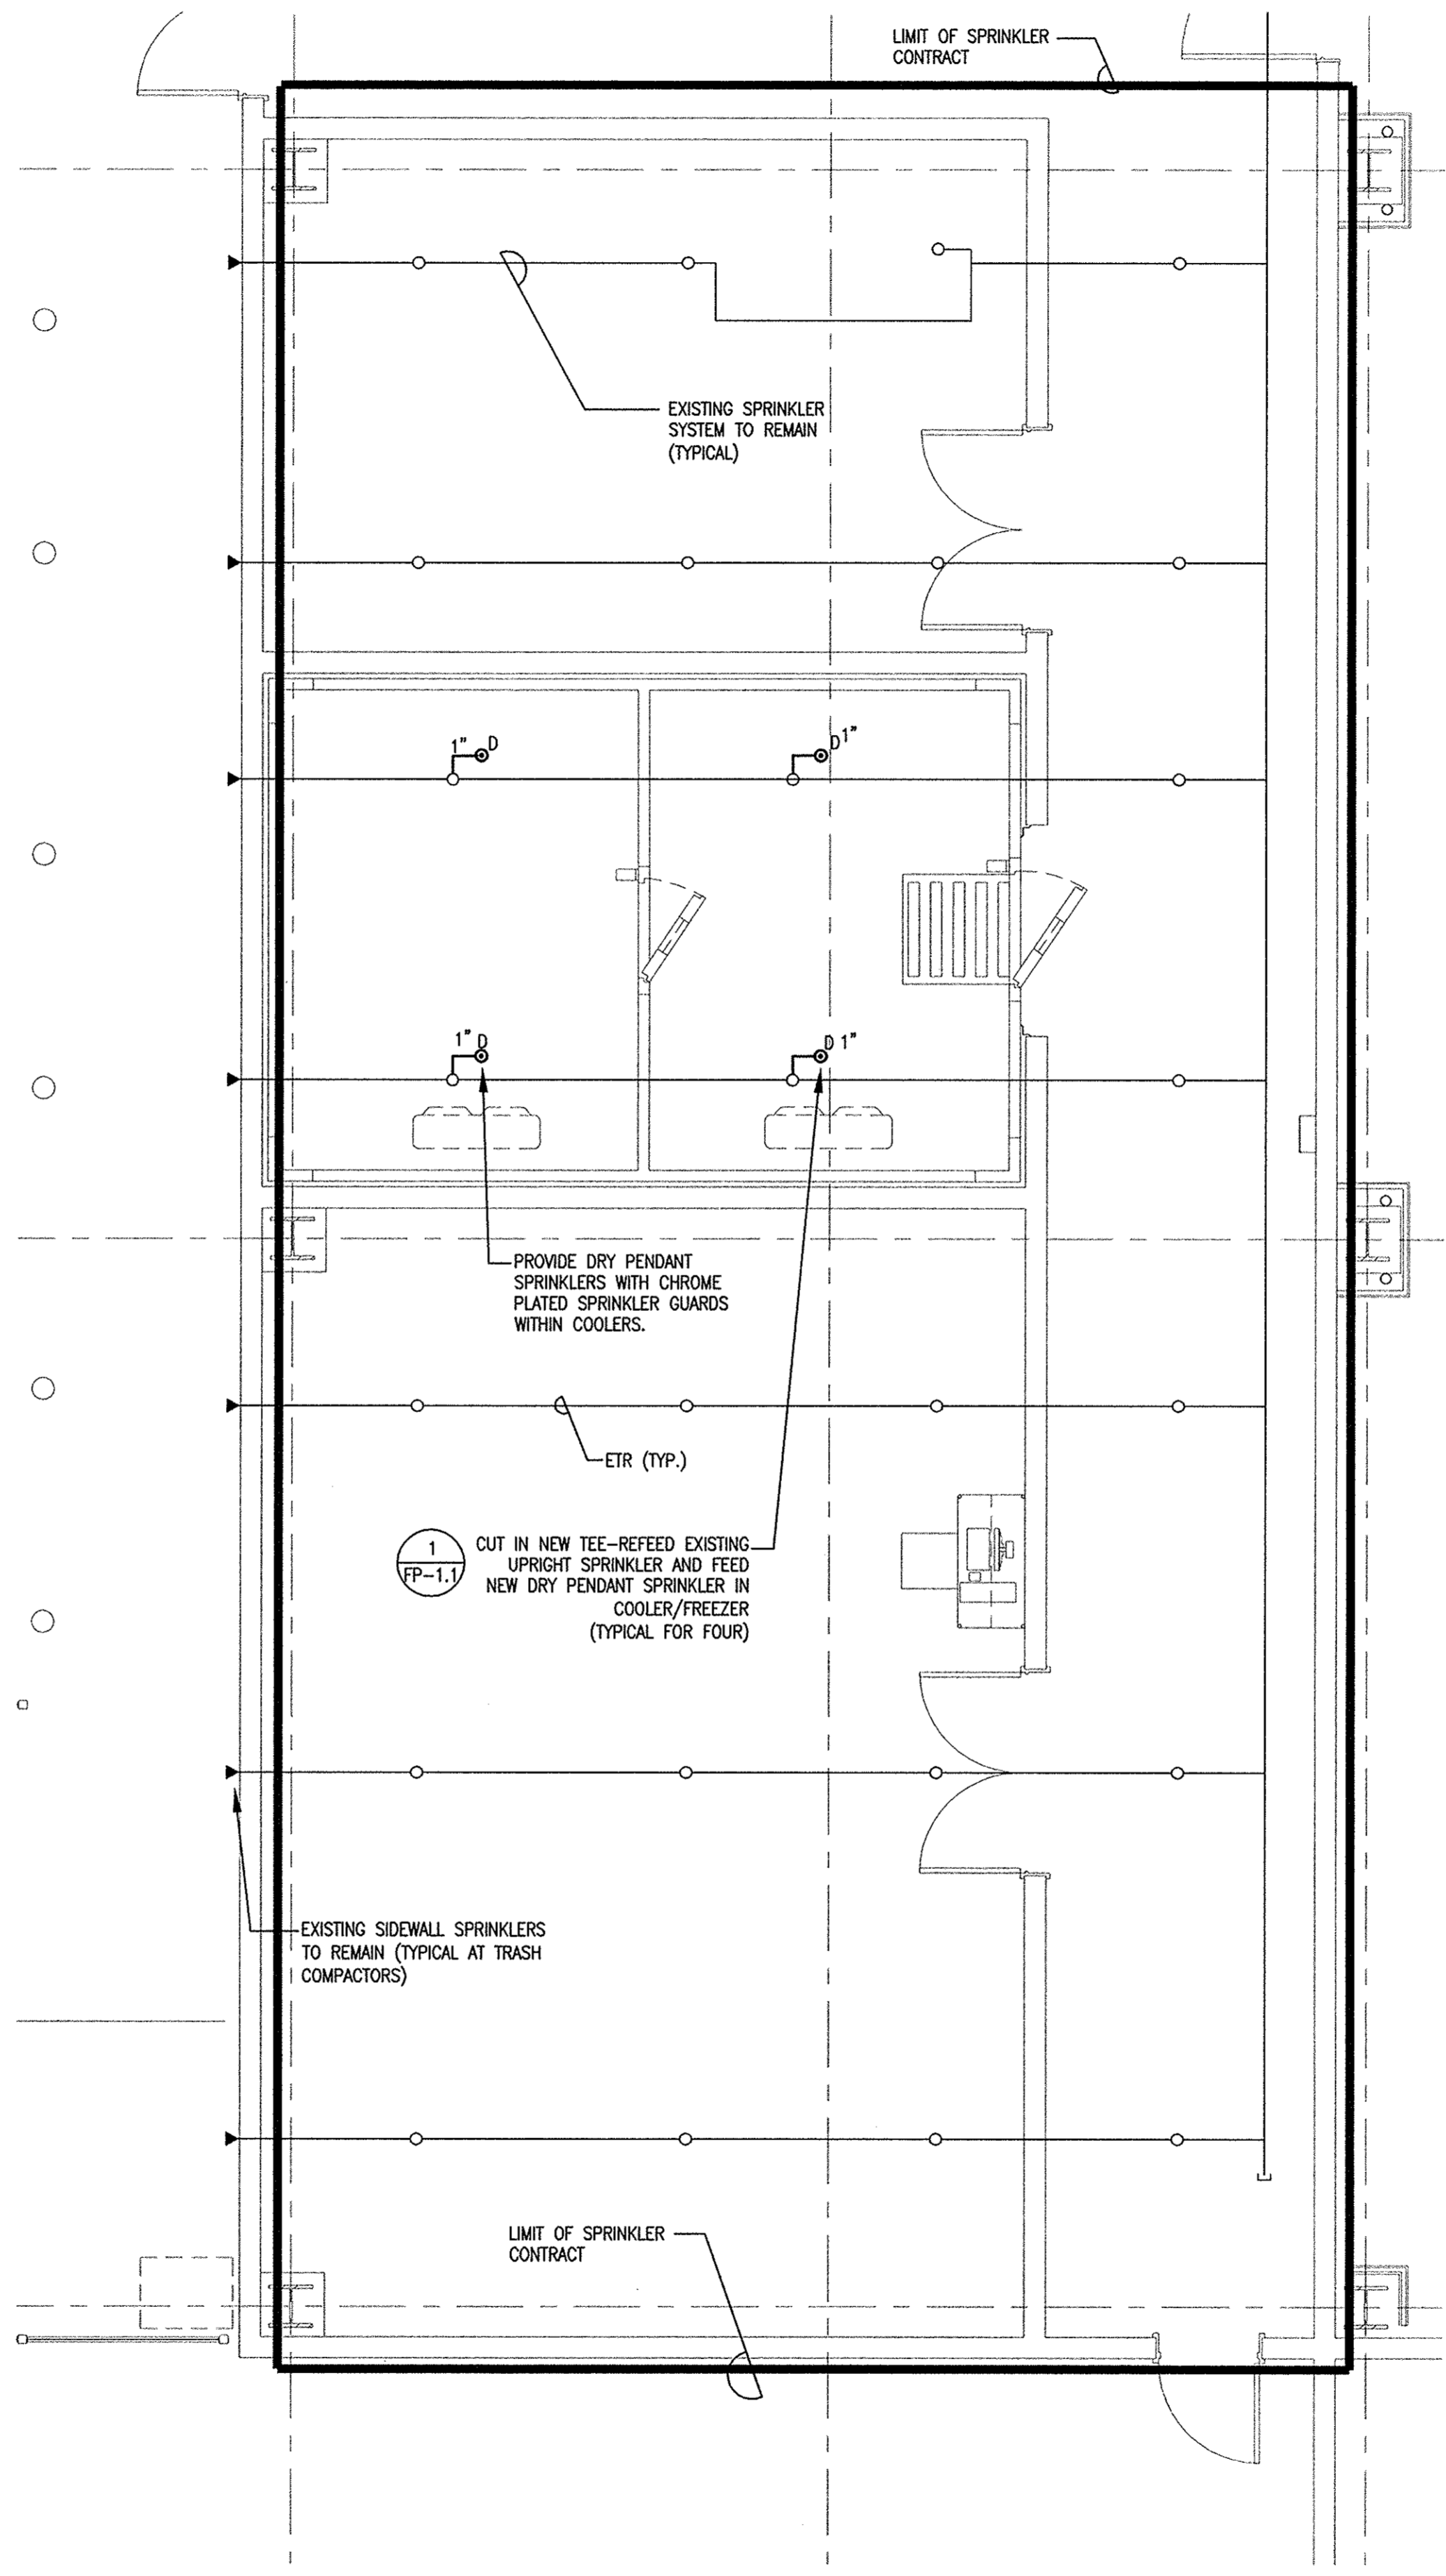 LIMIT OF SPRINKLER
CONTRACT
EXISTING SPRINKLER
SYSTEM TO REMAIN
(TYPICAL)
1" D
D 1"
1" D
D 1"
PROVIDE DRY PENDANT
SPRINKLERS WITH CHROME
PLATED SPRINKLER GUARDS
WITHIN COOLERS.
ETR (TYP.)
1
FP-1.1
CUT IN NEW TEE-REFEED EXISTING
UPRIGHT SPRINKLER AND FEED
NEW DRY PENDANT SPRINKLER IN
COOLER/FREEZER
(TYPICAL FOR FOUR)
EXISTING SIDEWALL SPRINKLERS
TO REMAIN (TYPICAL AT TRASH
COMPACTORS)
LIMIT OF SPRINKLER
CONTRACT